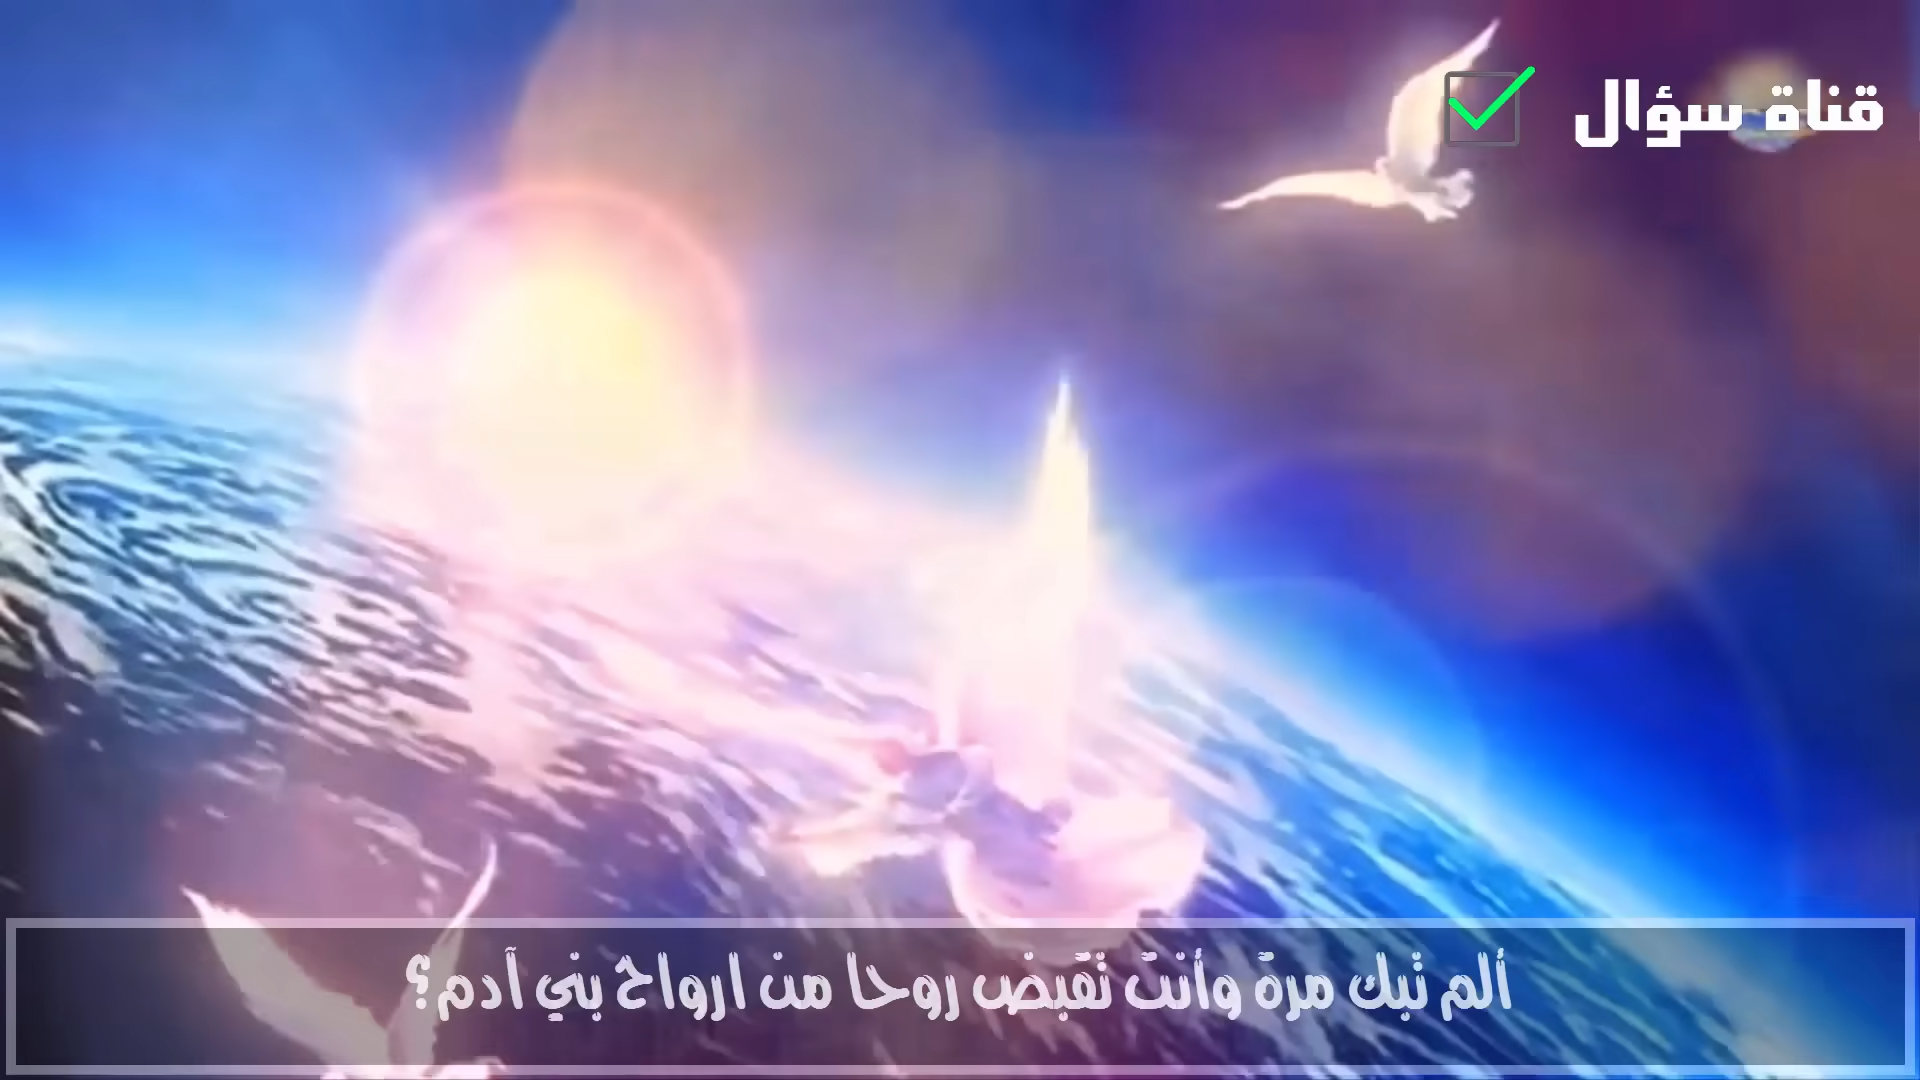 قناة سؤال
ألم تبك مرة وأنت تقبض روحا من ارواح بني آدم؟